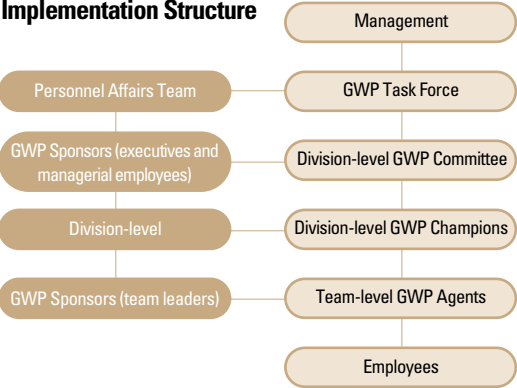 Implementation Structure
Management
Personnel Affairs Team
GWP Task Force
GWP Sponsors (executives and
managerial employees)
Division-level GWP Committee
Division-level
Division-level GWP Champions
GWP Sponsors (team leaders)
Team-level GWP Agents
Employees